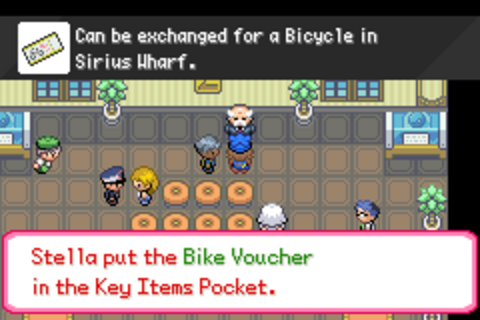 Can be exchanged for a Bicycle in
Sirius Wharf.
Stella put the Bike Voucher
in the Key Items Pocket.